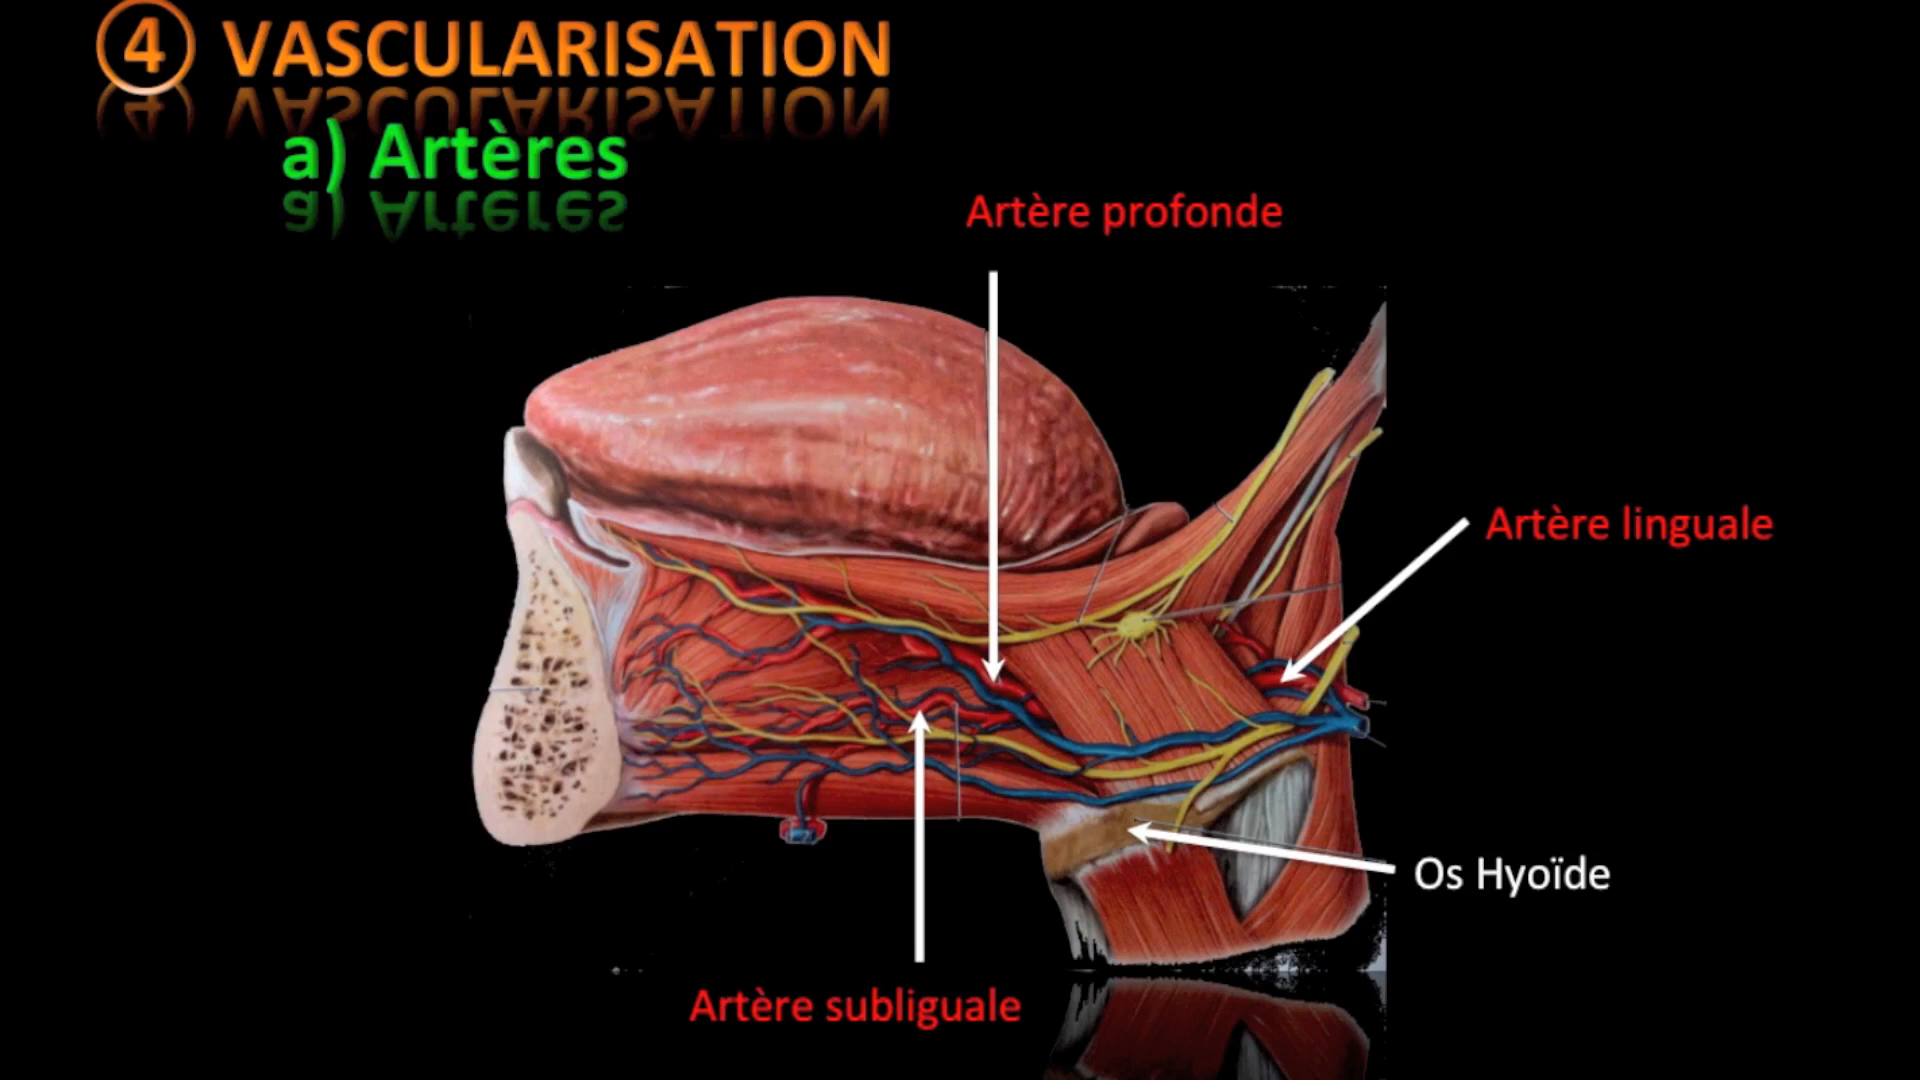 ④ VASCULARISATION
a) Artères
Artère profonde
Artère linguale
Os Hyoïde
Artère subliguale